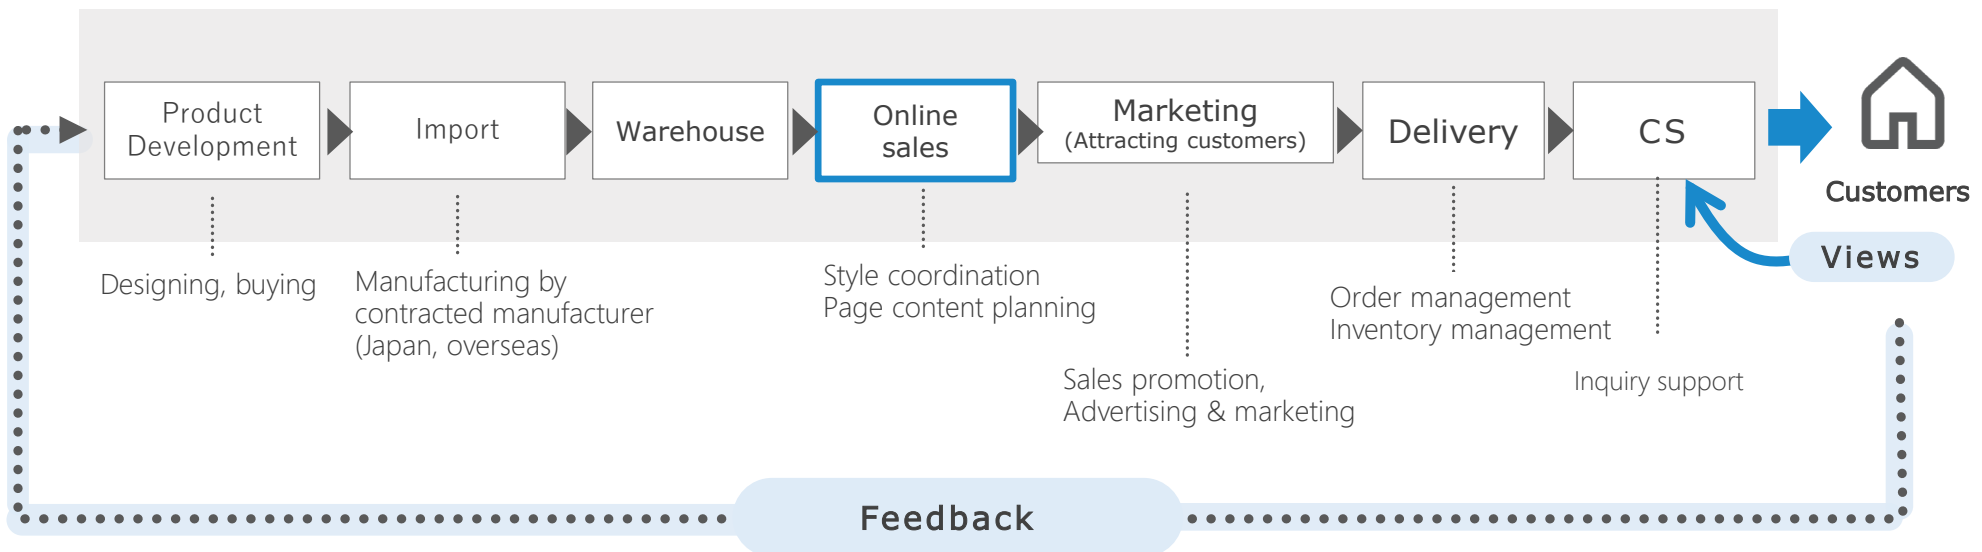 Product
Development
Import
Warehouse
Online
sales
Marketing
(Attracting customers)
Delivery
CS
Customers
Views
Designing, buying
Manufacturing by
contracted manufacturer
(Japan, overseas)
Style coordination
Page content planning
Sales promotion,
Advertising & marketing
Order management
Inventory management
Inquiry support
Feedback